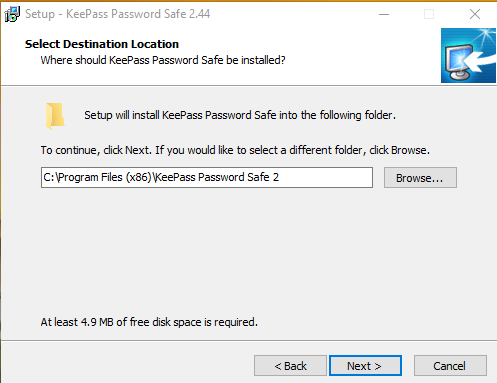 Setup - KeePass Password Safe 2.44
Select Destination Location
Where should KeePass Password Safe be installed?
Setup will install KeePass Password Safe into the following folder.
To continue, click Next. If you would like to select a different folder, click Browse.
C:\Program Files (x86)\KeePass Password Safe 2
Browse...
At least 4.9 MB of free disk space is required.
< Back
Next >
Cancel